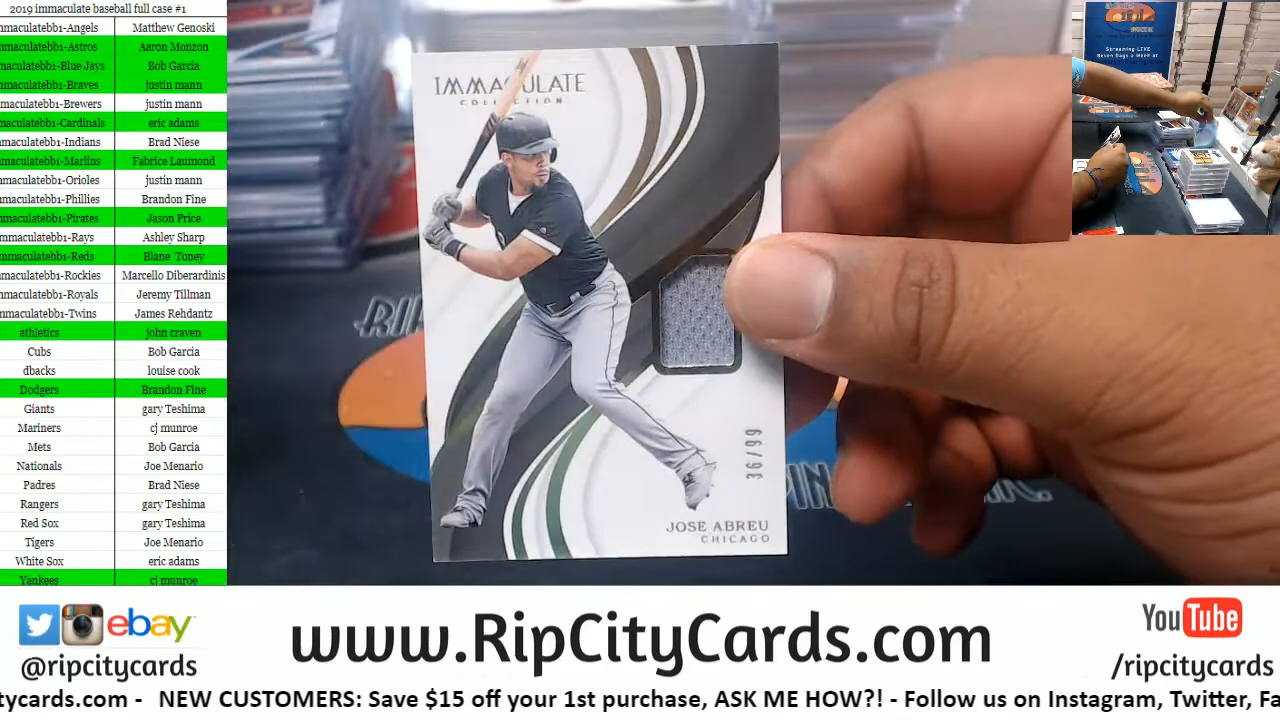 2019 immaculate baseball full case #1
mmaculatebb1-Angels Matthew Genoski
mmaculatebb1-Astros Aaron Monzon
mmaculatebb1-Blue Jays Bob Garcia
mmaculatebb1-Braves justin mann
mmaculatebb1-Brewers justin mann
mmaculatebb1-Cardinals eric adams
mmaculatebb1-Indians Brad Niese
mmaculatebb1-Marlins Fabrice Laumond
mmaculatebb1-Orioles justin mann
mmaculatebb1-Phillies Brandon Fine
mmaculatebb1-Pirates Jason Price
mmaculatebb1-Rays Ashley Sharp
mmaculatebb1-Reds Blane Toney
mmaculatebb1-Rockies Marcello Diberardinis
mmaculatebb1-Royals Jeremy Tillman
mmaculatebb1-Twins James Rehdantz
athletics john craven
Cubs Bob Garcia
dbacks louise cook
Dodgers Brandon Fine
Giants gary Teshima
Mariners cj munroe
Mets Bob Garcia
Nationals Joe Menario
Padres Brad Niese
Rangers gary Teshima
Red Sox gary Teshima
Tigers Joe Menario
White Sox eric adams
Yankees cj munroe
IMMACULATE
COLLECTION
36/99
JOSE ABREU
CHICAGO
Streaming LIVE
Seven Days a Week at
ebay
@ripcitycards
www.RipCityCards.com
YouTube
/ripcitycards
tycards.com - NEW CUSTOMERS: Save $15 off your 1st purchase, ASK ME HOW?! - Follow us on Instagram, Twitter, Fa